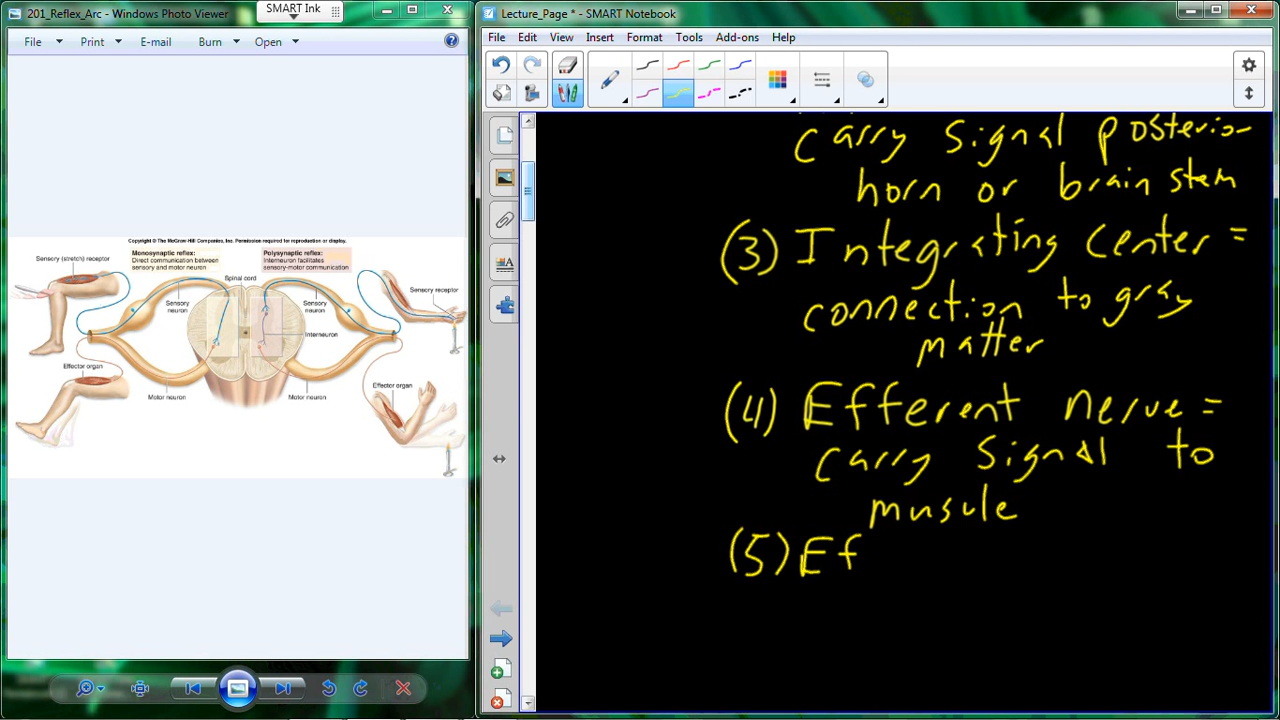 201_Reflex_Arc - Windows Photo Viewer
SMART Ink
File Print E-mail Burn Open
Copyright © The McGraw-Hill Companies, Inc. Permission required for reproduction or display.
Monosynaptic reflex:
Direct communication between
sensory and motor neuron
Polysynaptic reflex:
Interneuron facilitates
sensory-motor communication
Sensory (stretch) receptor
Spinal cord
Sensory
neuron
Sensory
neuron
Sensory receptor
Interneuron
Effector organ
Effector organ
Motor neuron
Motor neuron
Lecture_Page * - SMART Notebook
File Edit View Insert Format Tools Add-ons Help
carry signal posterior
horn or brain stem
(3) Integrating center =
connection to gray
matter
(4) Efferent nerve =
carry signal to
musule
(5) Ef